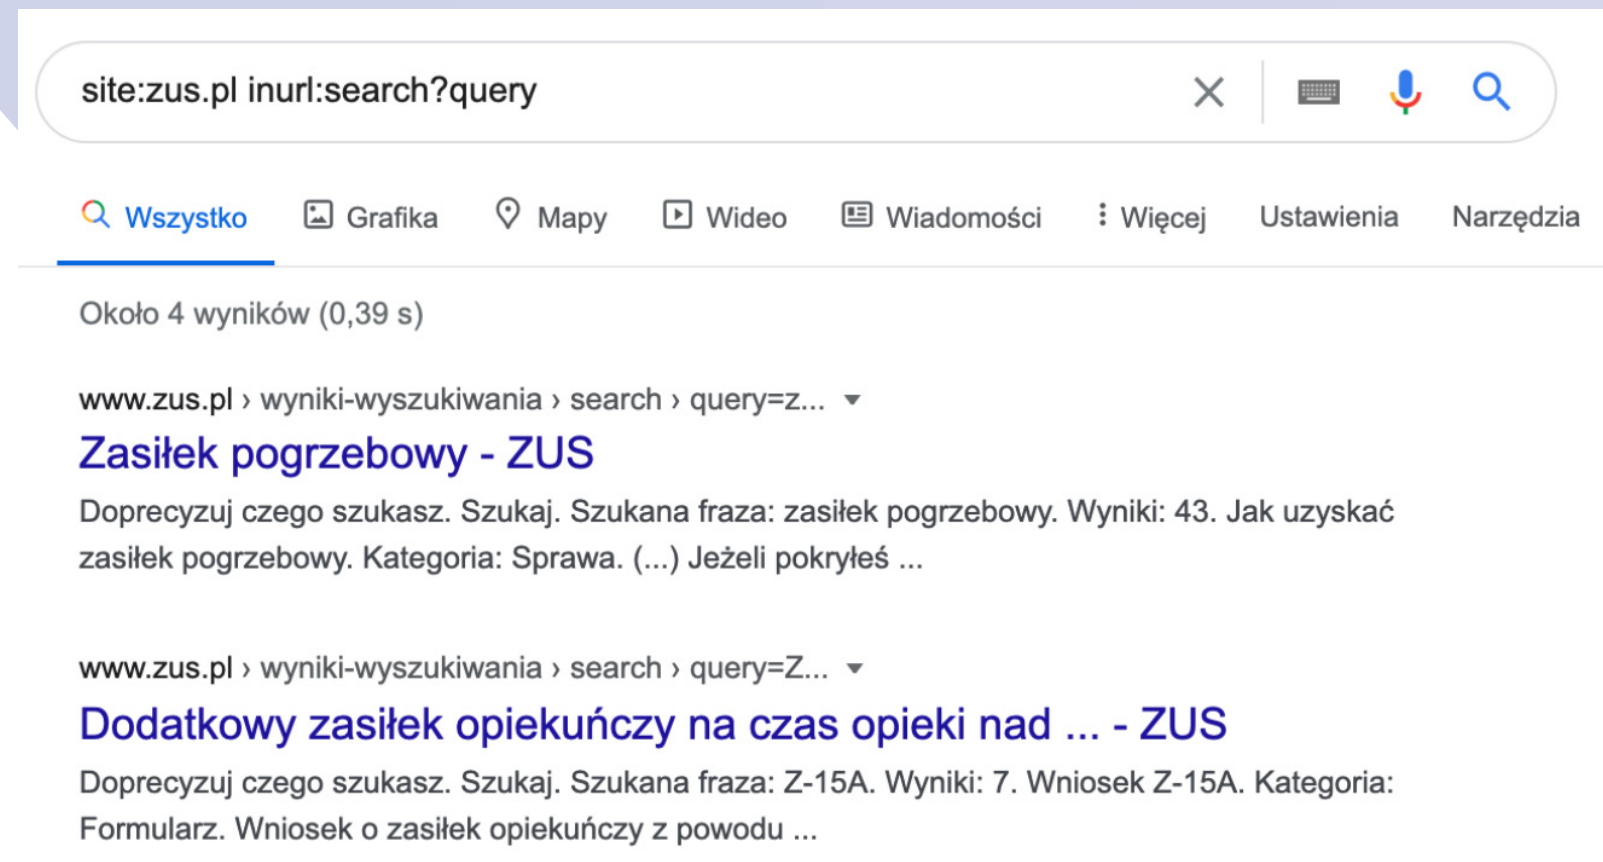 site:zus.pl inurl:search?query
Wszystko Grafika Mapy Wideo Wiadomości Więcej Ustawienia Narzędzia
Około 4 wyników (0,39 s)
www.zus.pl › wyniki-wyszukiwania › search › query=z...
Zasiłek pogrzebowy - ZUS
Doprecyzuj czego szukasz. Szukaj. Szukana fraza: zasiłek pogrzebowy. Wyniki: 43. Jak uzyskać
zasiłek pogrzebowy. Kategoria: Sprawa. (...) Jeżeli pokryłeś ...
www.zus.pl › wyniki-wyszukiwania › search › query=Z...
Dodatkowy zasiłek opiekuńczy na czas opieki nad ... - ZUS
Doprecyzuj czego szukasz. Szukaj. Szukana fraza: Z-15A. Wyniki: 7. Wniosek Z-15A. Kategoria:
Formularz. Wniosek o zasiłek opiekuńczy z powodu ...